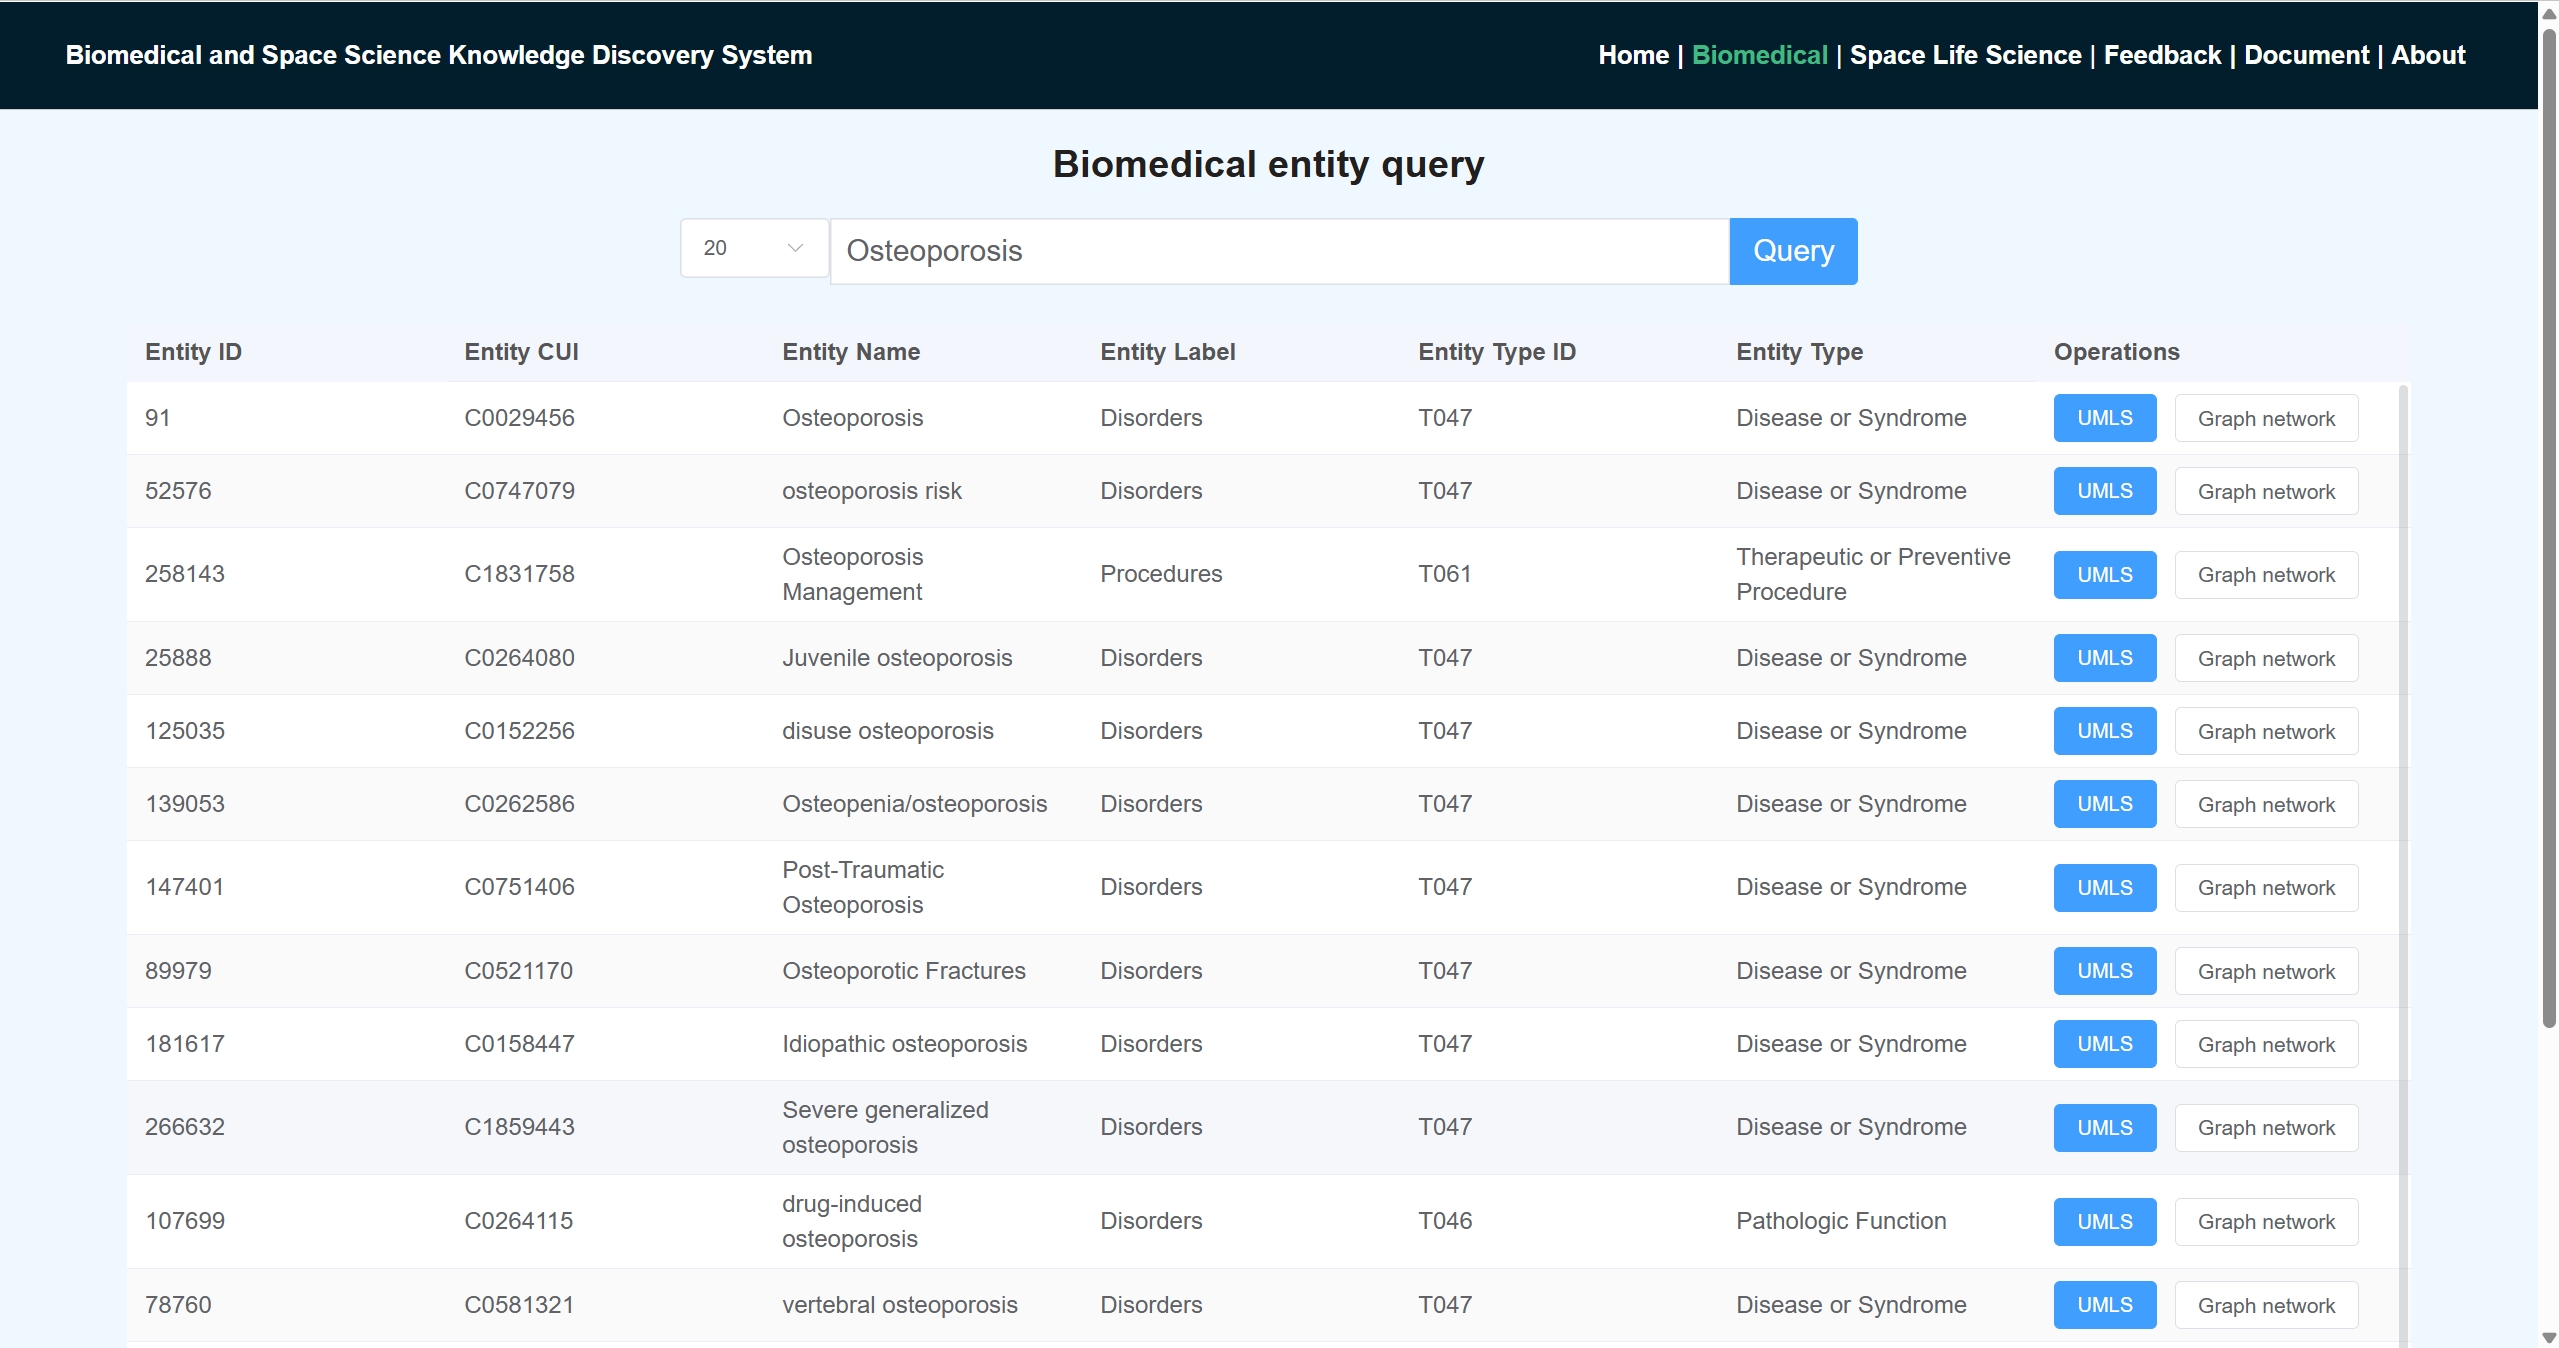 Biomedical and Space Science Knowledge Discovery System
Home | Biomedical | Space Life Science | Feedback | Document | About
Biomedical entity query
20 Osteoporosis Query
Entity ID Entity CUI Entity Name Entity Label Entity Type ID Entity Type Operations
91 C0029456 Osteoporosis Disorders T047 Disease or Syndrome UMLS Graph network
52576 C0747079 osteoporosis risk Disorders T047 Disease or Syndrome UMLS Graph network
258143 C1831758 Osteoporosis Management Procedures T061 Therapeutic or Preventive Procedure UMLS Graph network
25888 C0264080 Juvenile osteoporosis Disorders T047 Disease or Syndrome UMLS Graph network
125035 C0152256 disuse osteoporosis Disorders T047 Disease or Syndrome UMLS Graph network
139053 C0262586 Osteopenia/osteoporosis Disorders T047 Disease or Syndrome UMLS Graph network
147401 C0751406 Post-Traumatic Osteoporosis Disorders T047 Disease or Syndrome UMLS Graph network
89979 C0521170 Osteoporotic Fractures Disorders T047 Disease or Syndrome UMLS Graph network
181617 C0158447 Idiopathic osteoporosis Disorders T047 Disease or Syndrome UMLS Graph network
266632 C1859443 Severe generalized osteoporosis Disorders T047 Disease or Syndrome UMLS Graph network
107699 C0264115 drug-induced osteoporosis Disorders T046 Pathologic Function UMLS Graph network
78760 C0581321 vertebral osteoporosis Disorders T047 Disease or Syndrome UMLS Graph network